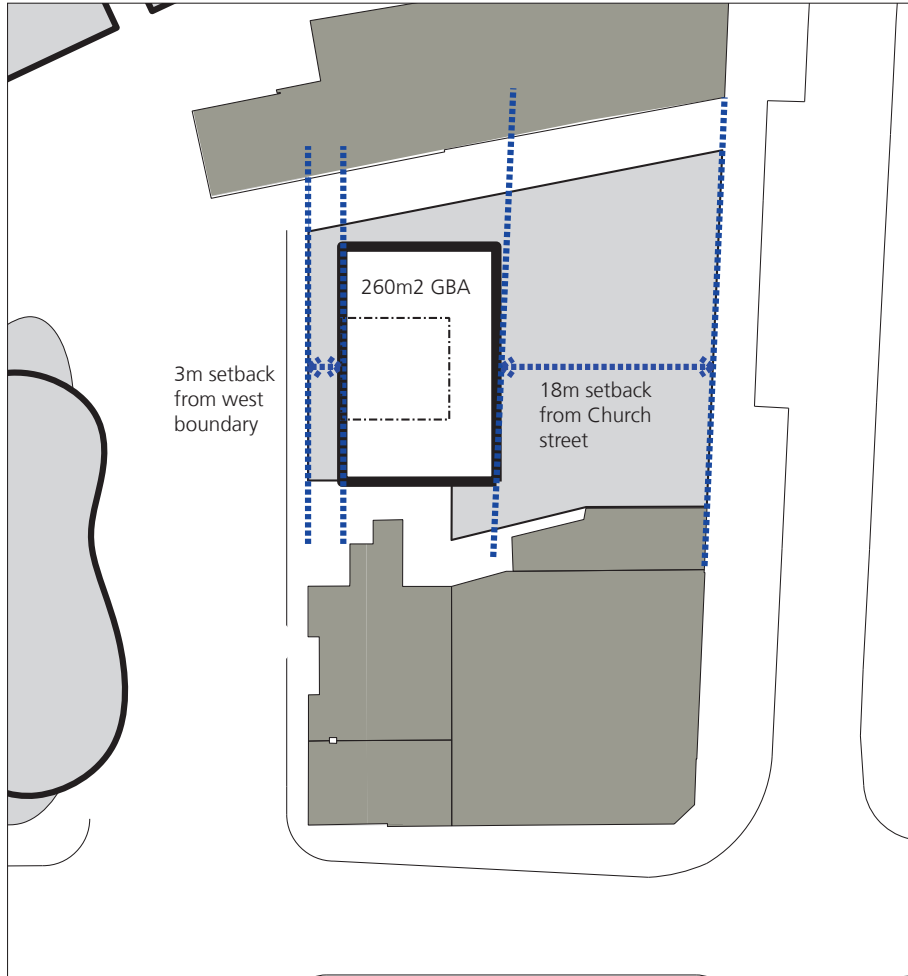 260m2 GBA
3m setback
from west
boundary
18m setback
from Church
street